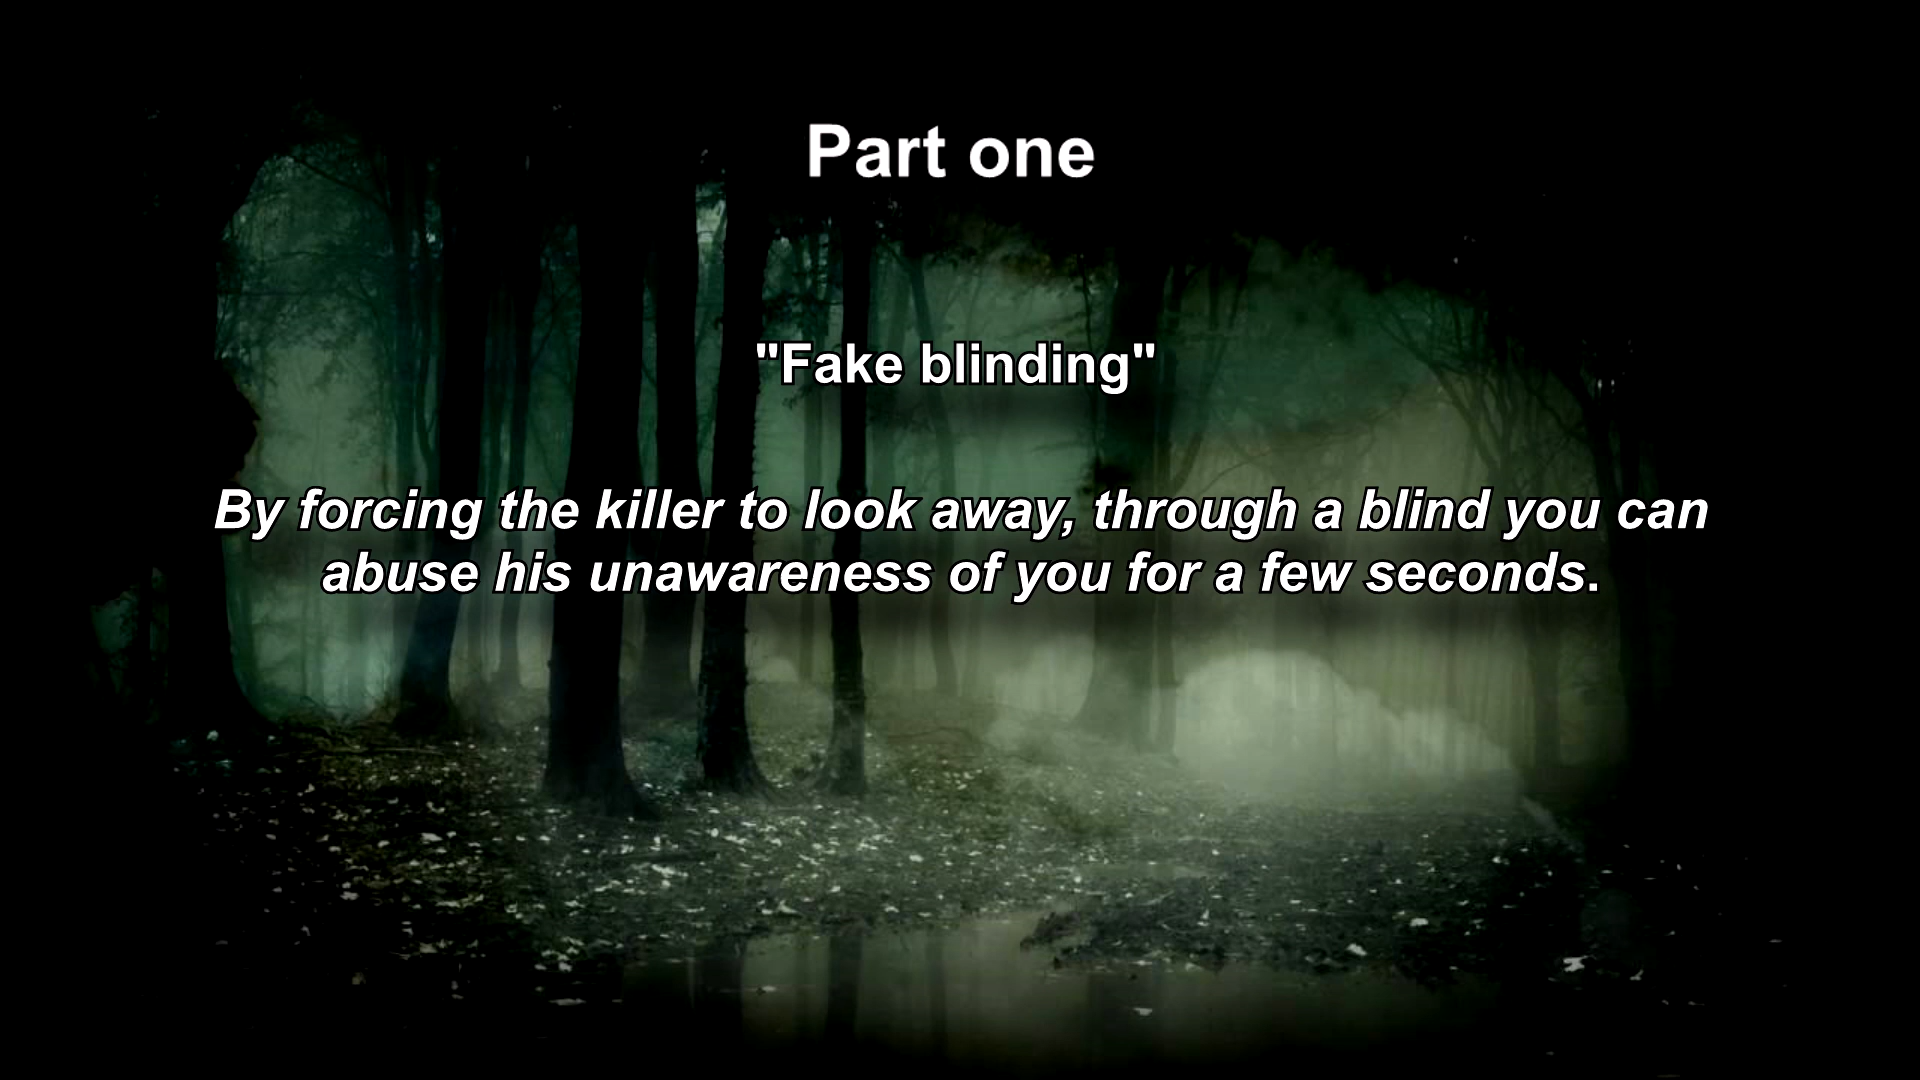 Part one
"Fake blinding"
By forcing the killer to look away, through a blind you can
abuse his unawareness of you for a few seconds.